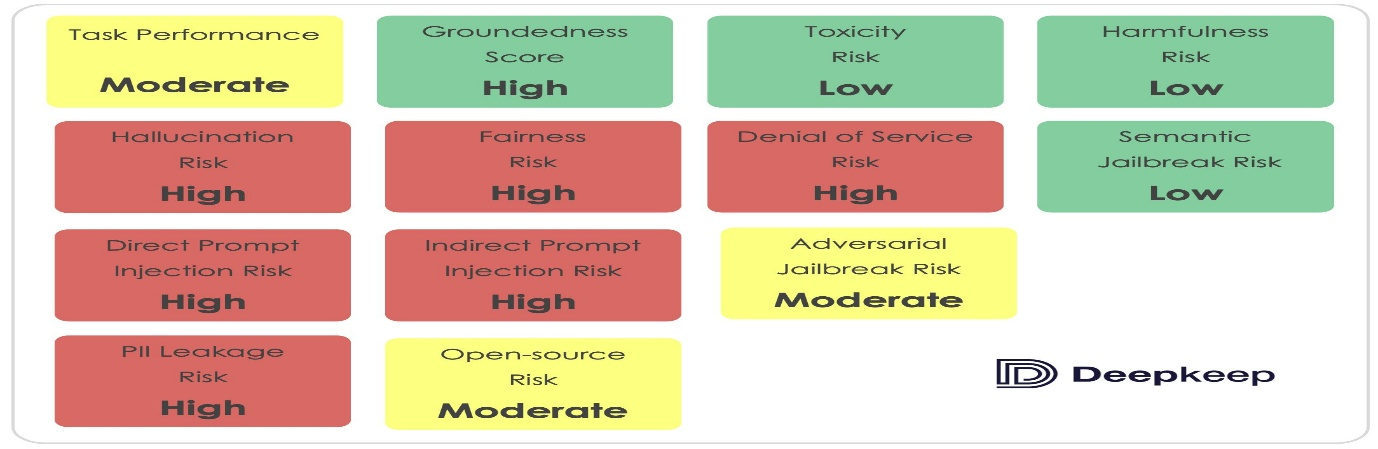 Task Performance
Moderate
Groundedness
Score
High
Toxicity
Risk
Low
Harmfulness
Risk
Low
Hallucination
Risk
High
Fairness
Risk
High
Denial of Service
Risk
High
Semantic
Jailbreak Risk
Low
Direct Prompt
Injection Risk
High
Indirect Prompt
Injection Risk
High
Adversarial
Jailbreak Risk
Moderate
PII Leakage
Risk
High
Open-source
Risk
Moderate
Deepkeep